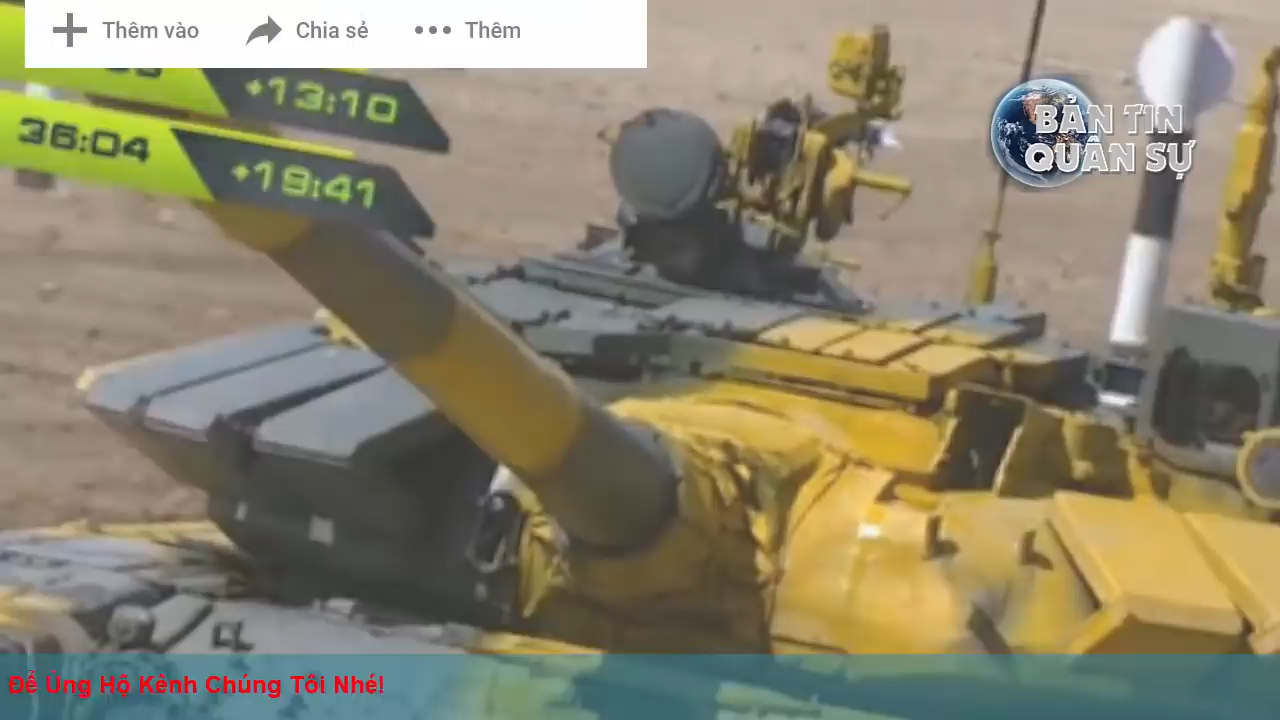 Thêm vào Chia sẻ Thêm
+13:10
36:04 +19:41
BẢN TIN
QUÂN SỰ
Để Ủng Hộ Kênh Chúng Tôi Nhé!